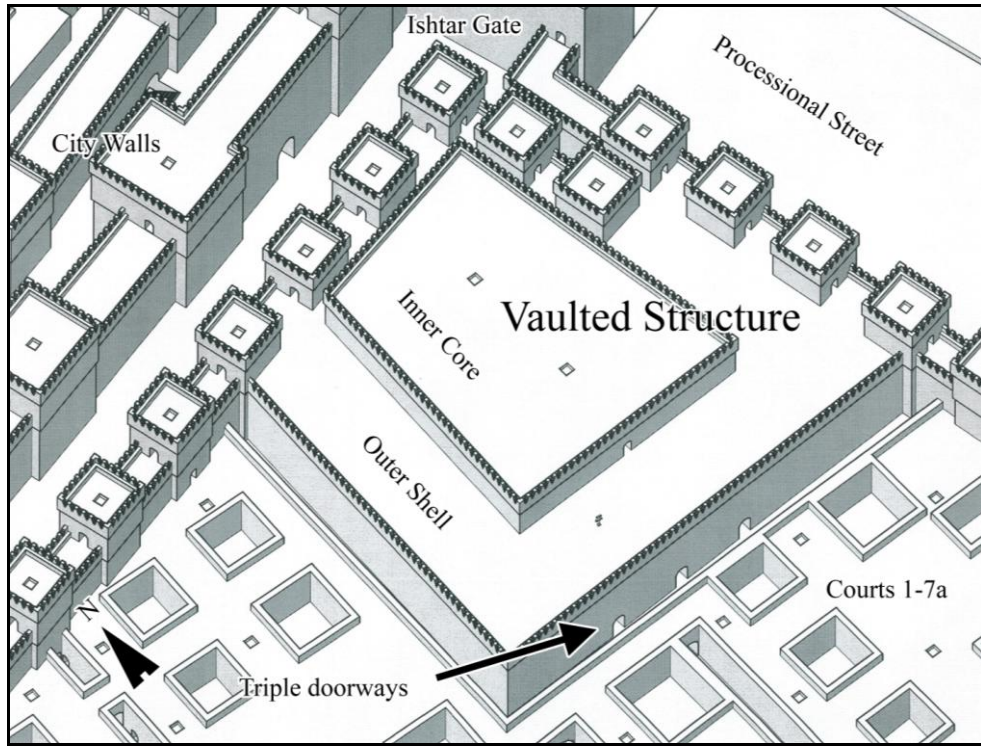 Ishtar Gate
Processional Street
City Walls
Vaulted Structure
Inner Core
Outer Shell
Courts 1-7a
N
Triple doorways